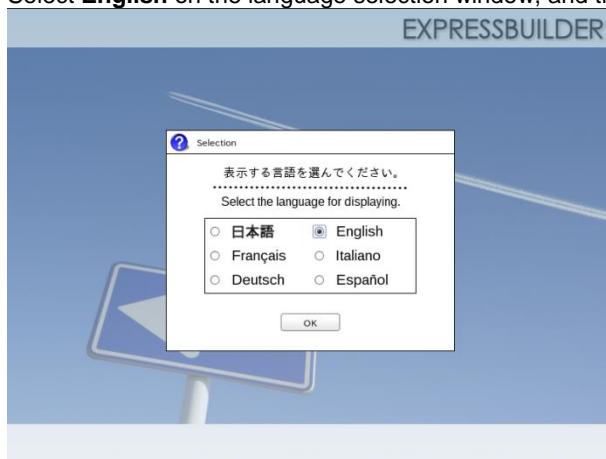 Select English on the language selection window, and t
EXPRESSBUILDER
Selection
表示する言語を選んでください。
Select the language for displaying.
日本語 English
Français Italiano
Deutsch Español
OK